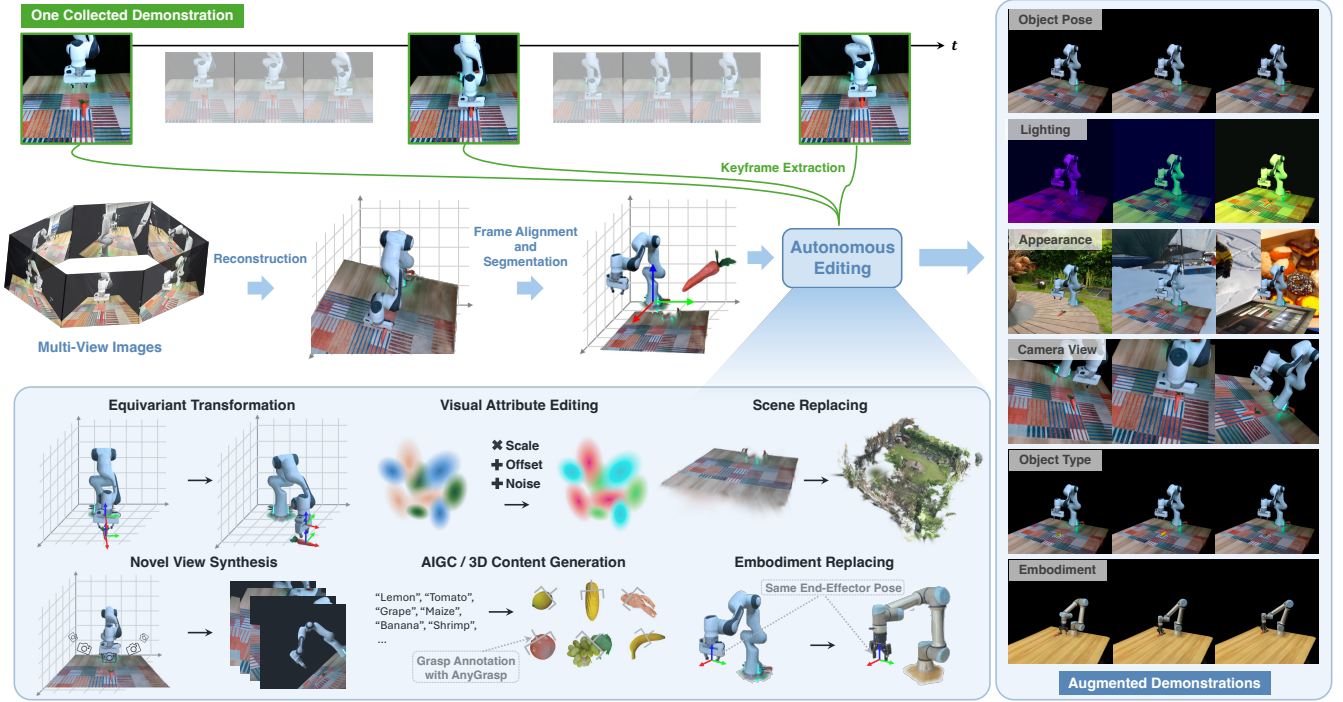 One Collected Demonstration
t
Keyframe Extraction
Multi-View Images
Reconstruction
Frame Alignment
and
Segmentation
Autonomous
Editing
Equivariant Transformation
Visual Attribute Editing
✖ Scale
✚ Offset
✚ Noise
Scene Replacing
Novel View Synthesis
AIGC / 3D Content Generation
“Lemon”, “Tomato”,
“Grape”, “Maize”,
“Banana”, “Shrimp”,
...
Grasp Annotation
with AnyGrasp
Embodiment Replacing
Same End-Effector Pose
Object Pose
Lighting
Appearance
Camera View
Object Type
Embodiment
Augmented Demonstrations